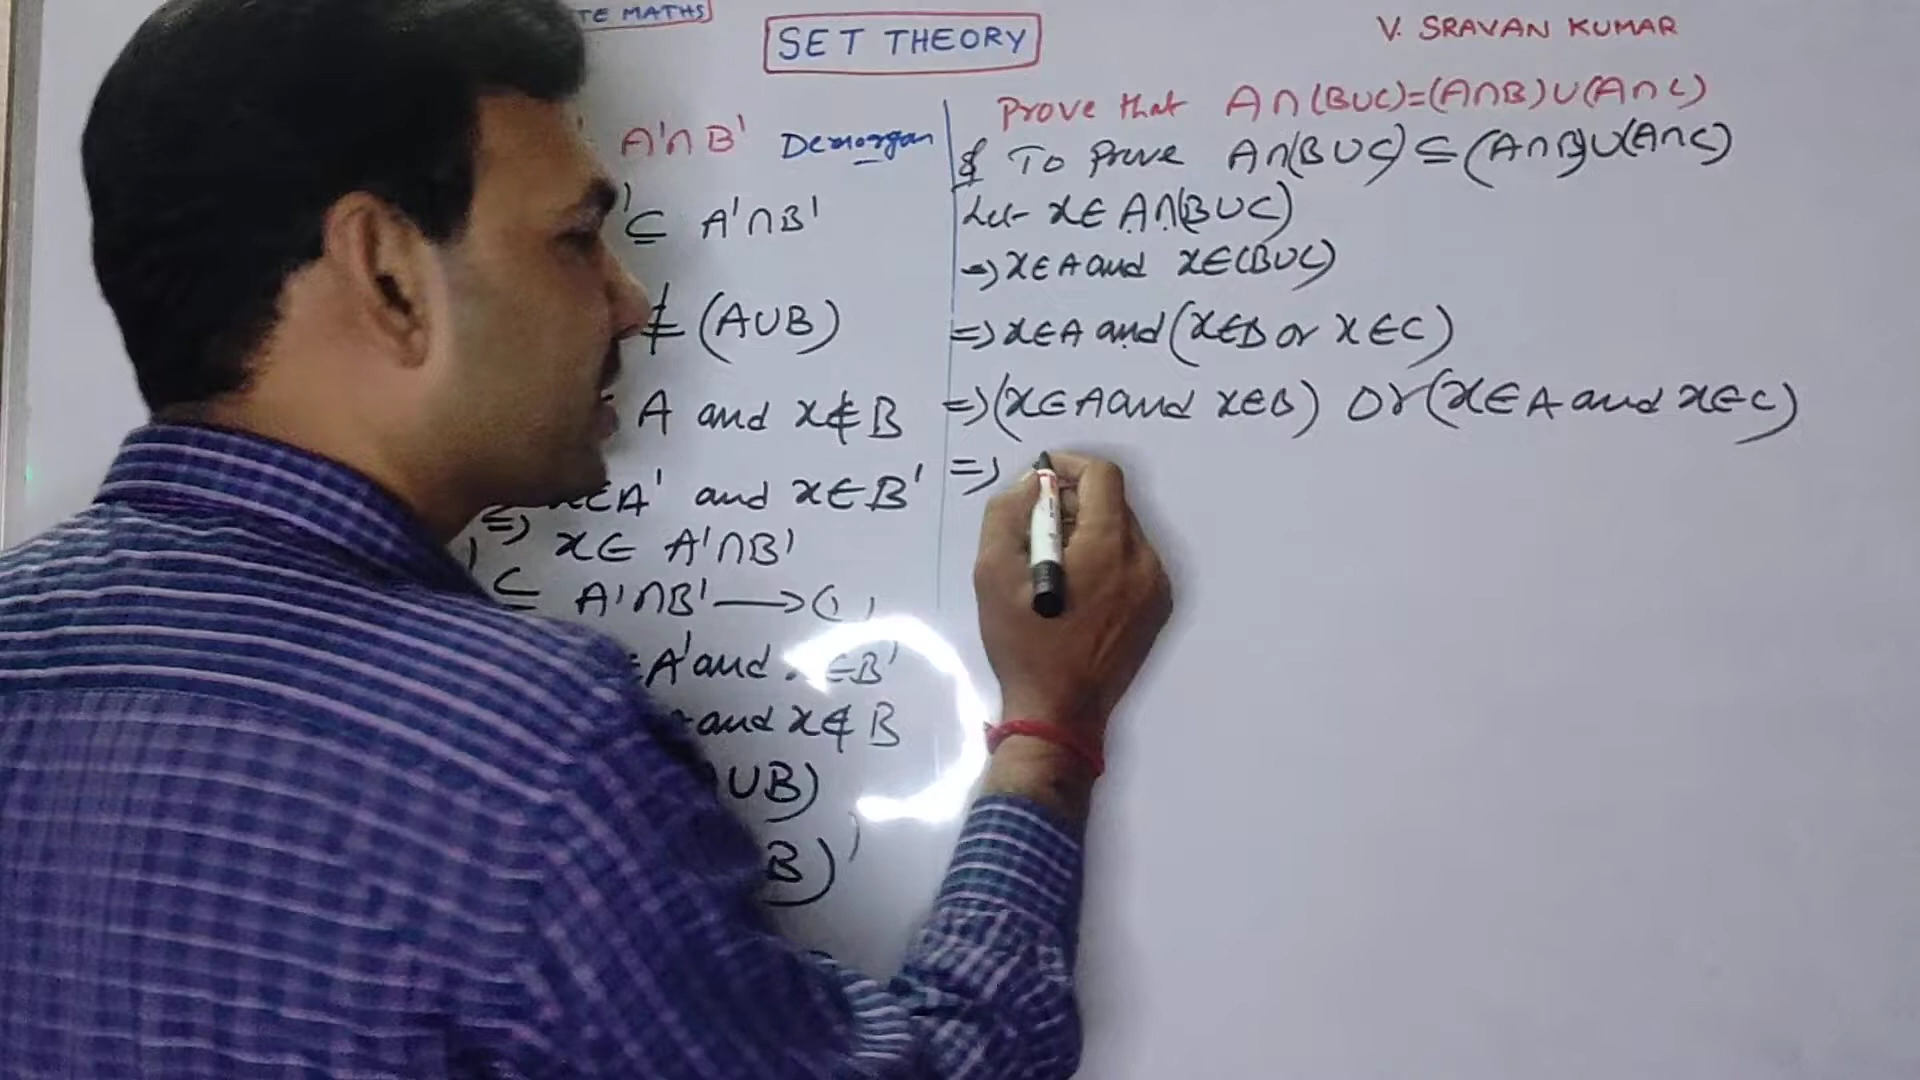 TE MATHS
SET THEORY
V. SRAVAN KUMAR
A'∩B' Demorgan
' ⊆ A'∩B'
∉ (A∪B)
A and x∉B
⇒ x∈A' and x∈B'
⇒ x∈ A'∩B'
⊆ A'∩B' → (1)
∈A' and x∈B'
and x∉B
∪B)
B)'
Prove that A∩(B∪C)=(A∩B)∪(A∩C)
To Prove A∩(B∪C)⊆(A∩B)∪(A∩C)
Let x∈A∩(B∪C)
⇒x∈A and x∈(B∪C)
⇒x∈A and (x∈B or x∈C)
⇒(x∈A and x∈B) or (x∈A and x∈C)
⇒